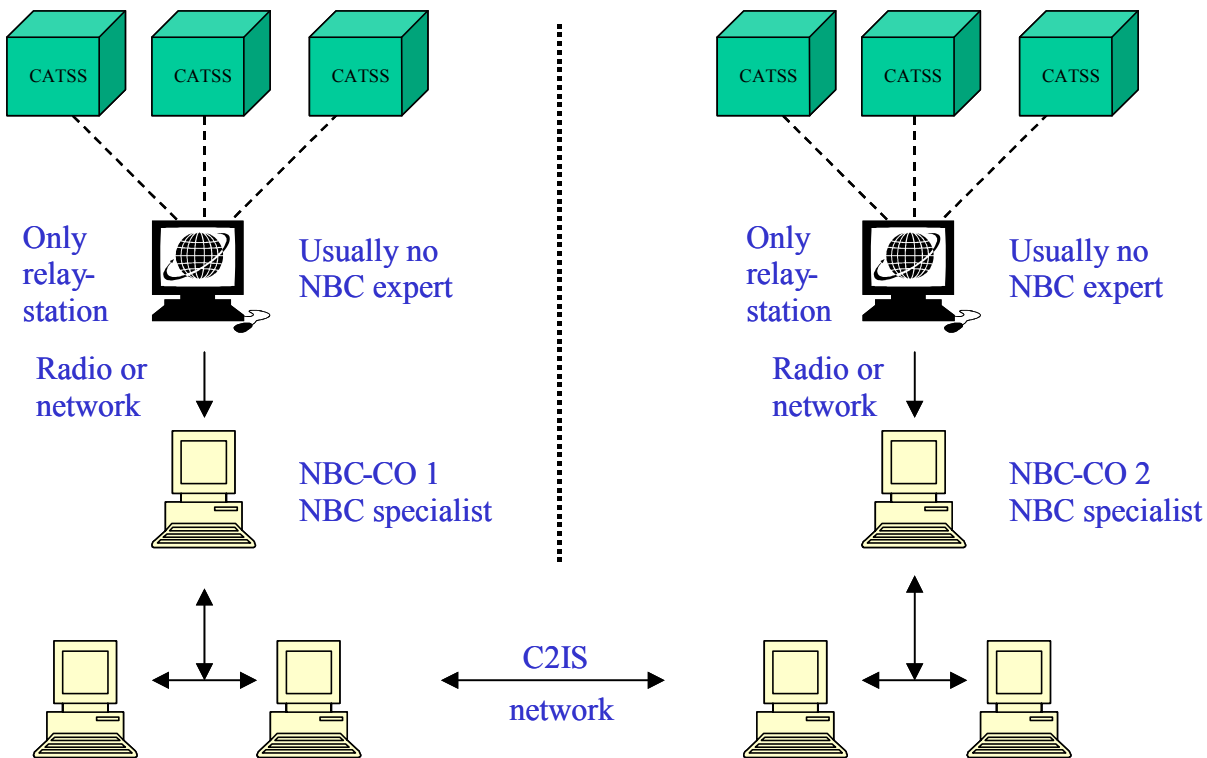 CATSS
CATSS
CATSS
CATSS
CATSS
CATSS
Only
relay-
station
Usually no
NBC expert
Only
relay-
station
Usually no
NBC expert
Radio or
network
Radio or
network
NBC-CO 1
NBC specialist
NBC-CO 2
NBC specialist
C2IS
network